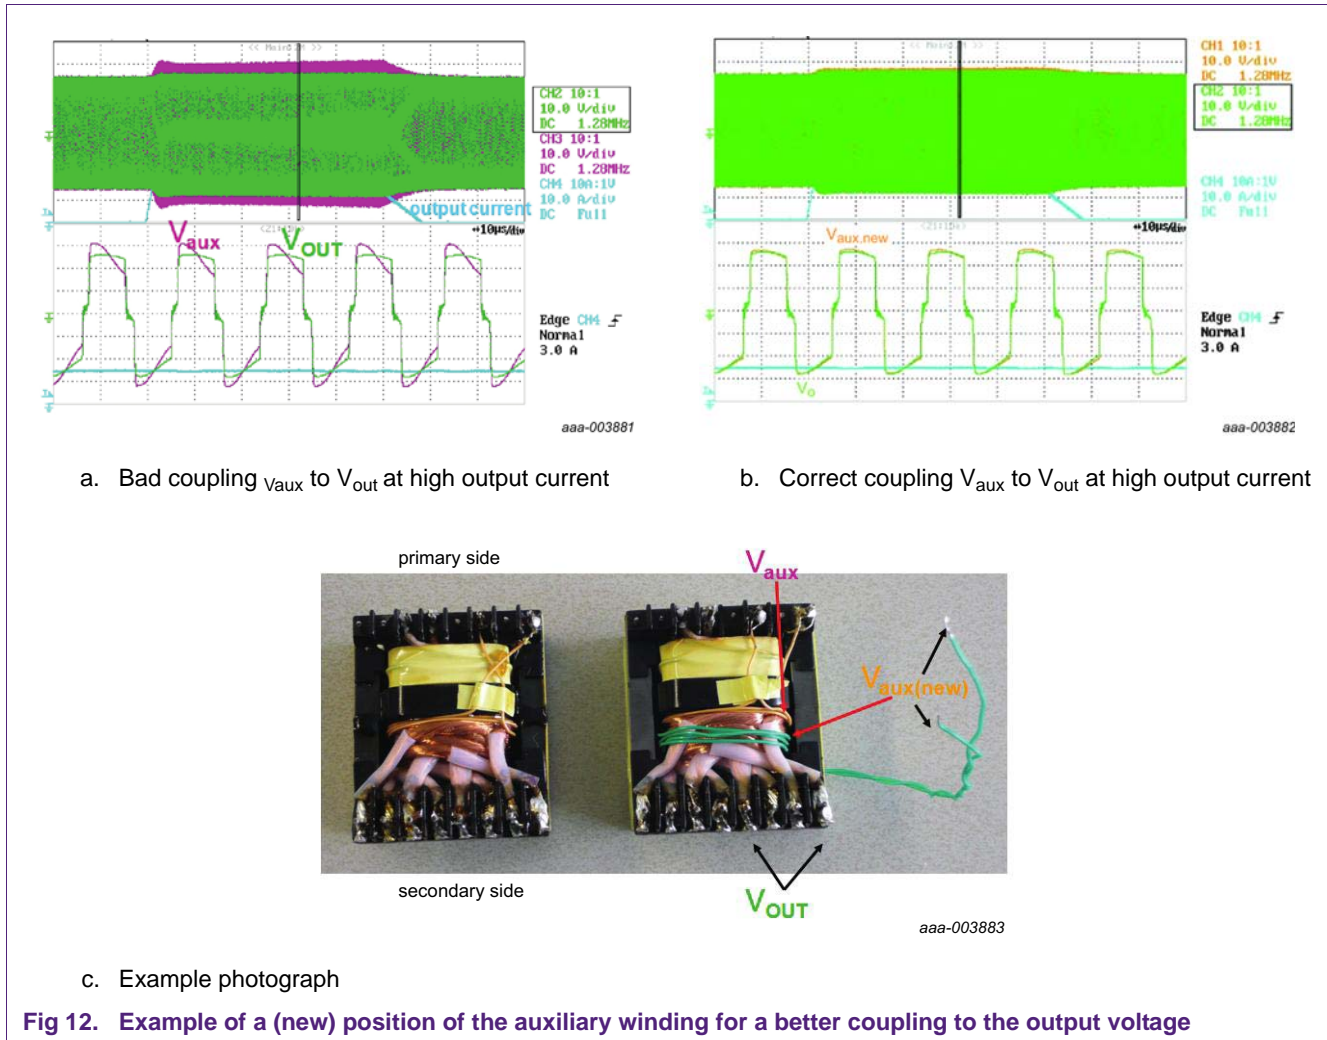 CH2 10:1
10.0 V/div
DC 1.28MHz
CH3 10:1
10.0 V/div
DC 1.28MHz
CH4 10A:1V
10.0 A/div
DC Full
output current
10µs/div
Vaux
VOUT
Edge CH4
Normal
3.0 A
aaa-003881
a. Bad coupling Vaux to Vout at high output current
CH1 10:1
10.0 V/div
DC 1.28MHz
CH2 10:1
10.0 V/div
DC 1.28MHz
CH4 10A:1V
10.0 A/div
DC Full
10µs/div
Vaux,new
Vo
Edge CH4
Normal
3.0 A
aaa-003882
b. Correct coupling Vaux to Vout at high output current
primary side
Vaux
Vaux(new)
secondary side
VOUT
aaa-003883
c. Example photograph
Fig 12. Example of a (new) position of the auxiliary winding for a better coupling to the output voltage